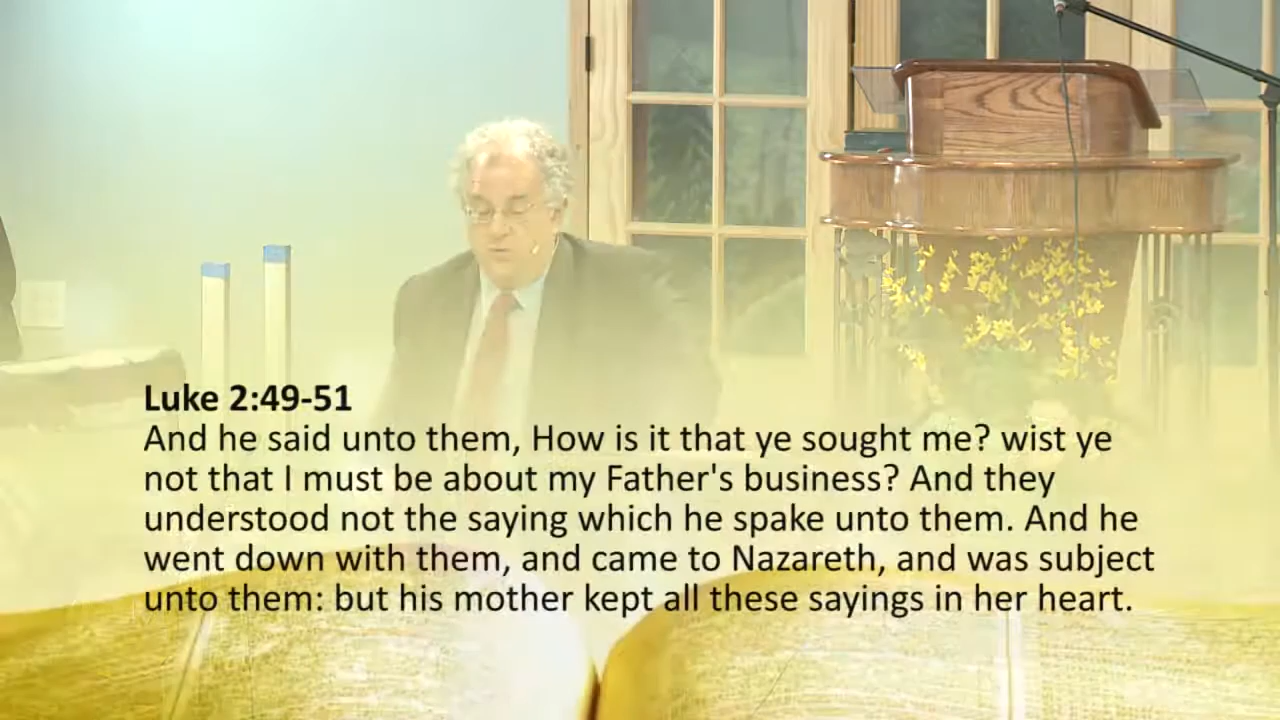 Luke 2:49-51
And he said unto them, How is it that ye sought me? wist ye
not that I must be about my Father's business? And they
understood not the saying which he spake unto them. And he
went down with them, and came to Nazareth, and was subject
unto them: but his mother kept all these sayings in her heart.